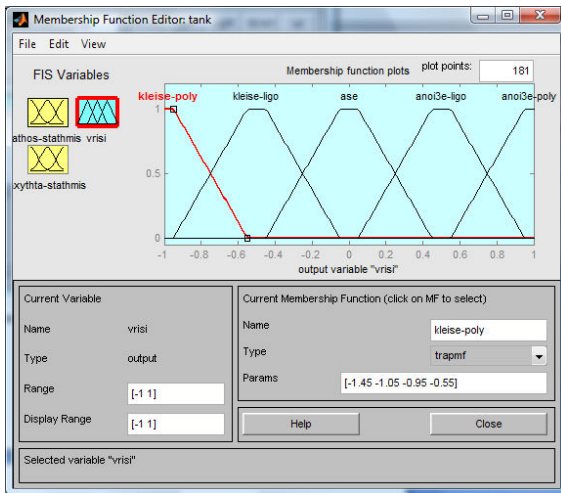 Membership Function Editor: tank
File Edit View
FIS Variables
Membership function plots
plot points:
181
kleise-poly
kleise-ligo
ase
anoi3e-ligo
anoi3e-poly
athos-stathmis
vrisi
xythta-stathmis
1
0.5
0
-1 -0.8 -0.6 -0.4 -0.2 0 0.2 0.4 0.6 0.8 1
output variable "vrisi"
Current Variable
Name vrisi
Type output
Range [-1 1]
Display Range [-1 1]
Current Membership Function (click on MF to select)
Name kleise-poly
Type trapmf
Params [-1.45 -1.05 -0.95 -0.55]
Help
Close
Selected variable "vrisi"